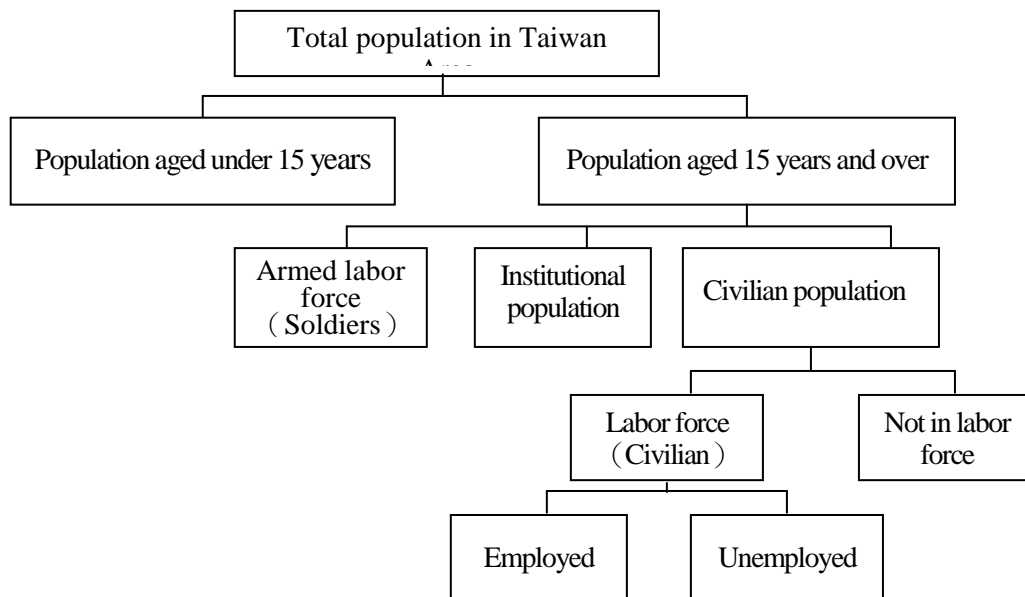 Total population in Taiwan
Population aged under 15 years
Population aged 15 years and over
Armed labor
force
（Soldiers）
Institutional
population
Civilian population
Labor force
（Civilian）
Not in labor
force
Employed
Unemployed